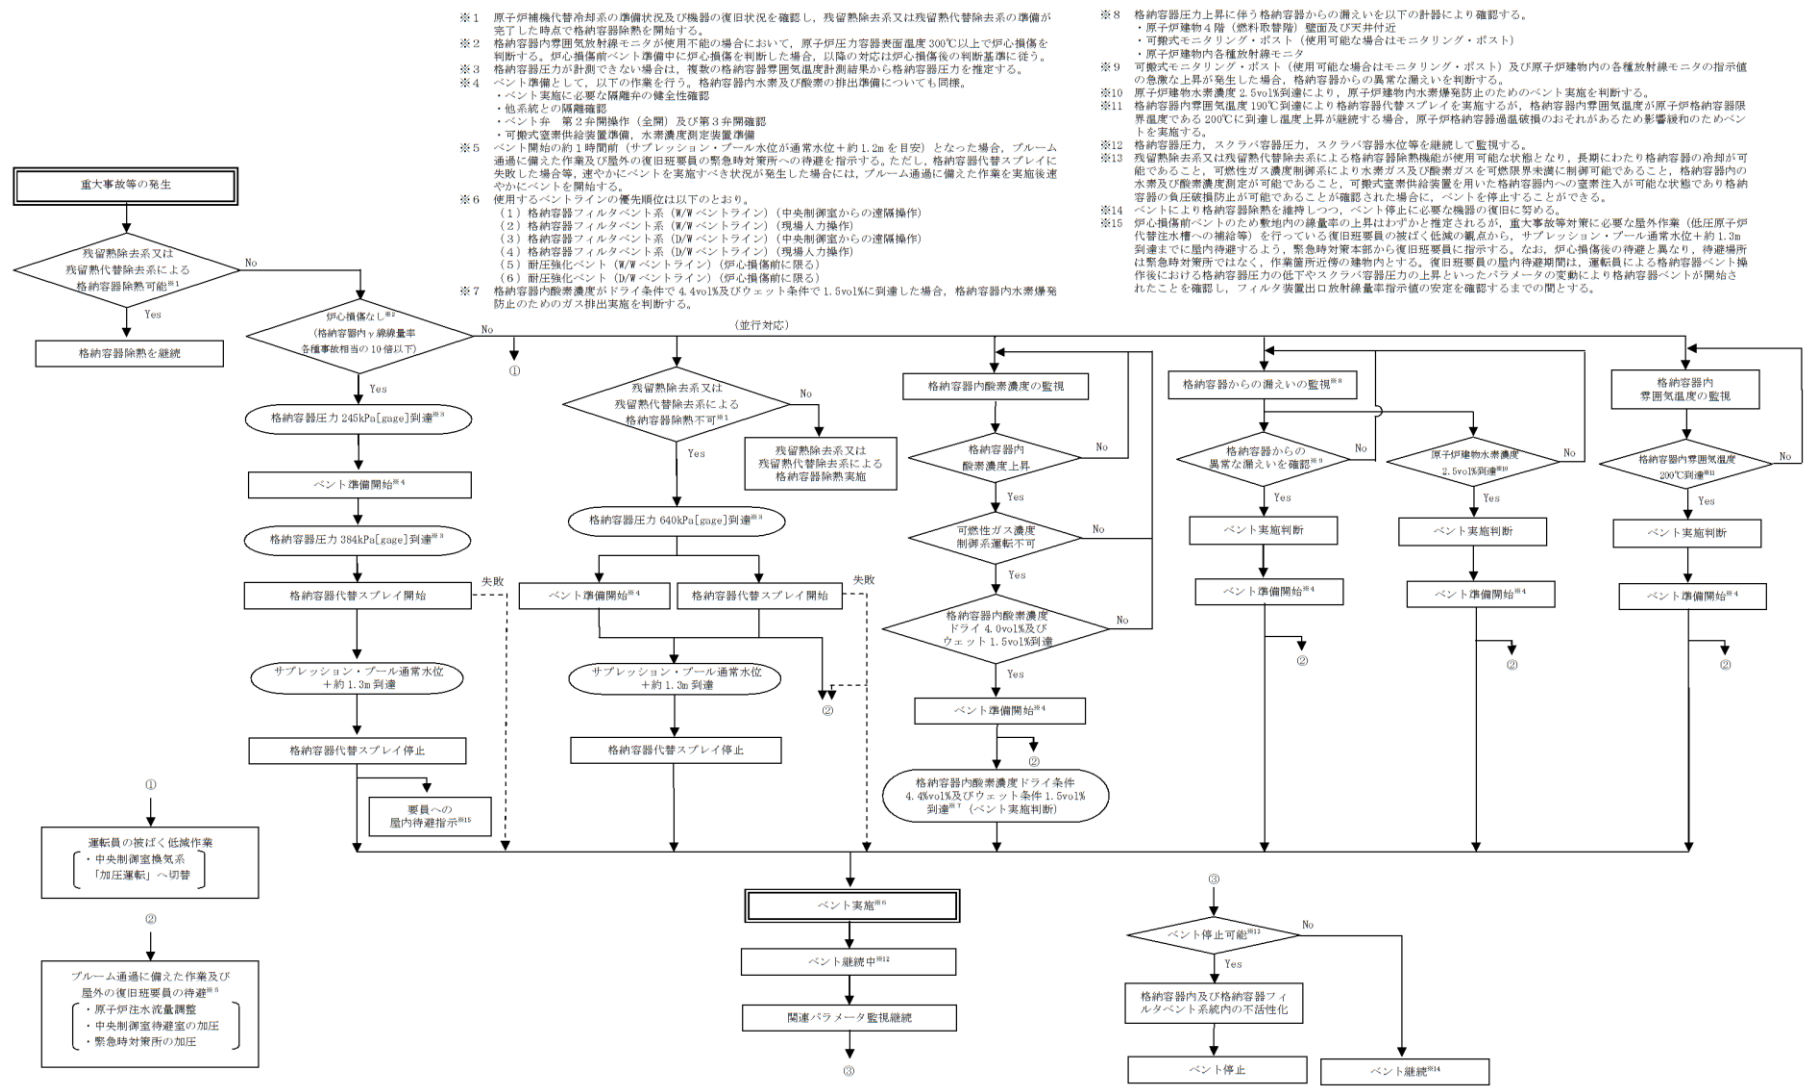 ※１　原子炉補機代替冷却系の準備状況及び機器の復旧状況を確認し，残留熱除去系又は残留熱代替除去系の準備が
完了した時点で格納容器除熱を開始する。
※２　格納容器内雰囲気放射線モニタが使用不能の場合において，原子炉圧力容器表面温度300℃以上で炉心損傷を
判断する。炉心損傷前ベント準備中に炉心損傷を判断した場合，以降の対応は炉心損傷後の判断基準に従う。
※３　格納容器圧力が計測できない場合は，複数の格納容器雰囲気温度計測結果から格納容器圧力を推定する。
※４　ベント準備として，以下の作業を行う。格納容器内水素及び酸素の排出準備についても同様。
・ベント実施に必要な隔離弁の健全性確認
・他系統との隔離確認
・ベント弁　第２弁開操作（全開）及び第３弁開確認
・可搬式窒素供給装置準備，水素濃度測定装置準備
※５　ベント開始の約１時間前（サプレッション・プール水位が通常水位＋約1.2mを目安）となった場合，プルーム
通過に備えた作業及び屋外の復旧班要員の緊急時対策所への待避を指示する。ただし，格納容器代替スプレイに
失敗した場合等，速やかにベントを実施すべき状況が発生した場合には，プルーム通過に備えた作業を実施後速
やかにベントを開始する。
※６　使用するベントラインの優先順位は以下のとおり。
（１）格納容器フィルタベント系（W/Wベントライン）（中央制御室からの遠隔操作）
（２）格納容器フィルタベント系（W/Wベントライン）（現場人力操作）
（３）格納容器フィルタベント系（D/Wベントライン）（中央制御室からの遠隔操作）
（４）格納容器フィルタベント系（D/Wベントライン）（現場人力操作）
（５）耐圧強化ベント（W/Wベントライン）（炉心損傷前に限る）
（６）耐圧強化ベント（D/Wベントライン）（炉心損傷前に限る）
※７　格納容器内酸素濃度がドライ条件で4.4vol%及びウェット条件で1.5vol%に到達した場合，格納容器内水素爆発
防止のためのガス排出実施を判断する。
※８　格納容器圧力上昇に伴う格納容器からの漏えいを以下の計器により確認する。
・原子炉建物４階（燃料取替階）壁面及び天井付近
・可搬式モニタリング・ポスト（使用可能な場合はモニタリング・ポスト）
・原子炉建物内各種放射線モニタ
※９　可搬式モニタリング・ポスト（使用可能な場合はモニタリング・ポスト）及び原子炉建物内の各種放射線モニタの指示値
の急激な上昇が発生した場合，格納容器からの異常な漏えいを判断する。
※10　原子炉建物水素濃度2.5vol%到達により，原子炉建物内水素爆発防止のためのベント実施を判断する。
※11　格納容器内雰囲気温度190℃到達により格納容器代替スプレイを実施するが，格納容器内雰囲気温度が原子炉格納容器限
界温度である200℃に到達し温度上昇が継続する場合，原子炉格納容器過温破損のおそれがあるため影響緩和のためベン
トを実施する。
※12　格納容器圧力，スクラバ容器圧力，スクラバ容器水位等を継続して監視する。
※13　残留熱除去系又は残留熱代替除去系による格納容器除熱機能が使用可能な状態となり，長期にわたり格納容器の冷却が可
能であること，可燃性ガス濃度制御系により水素ガス及び酸素ガスを可燃限界未満に制御可能であること，格納容器内の
水素及び酸素濃度測定が可能であること，可搬式窒素供給装置を用いた格納容器内への窒素注入が可能な状態であり格納
容器の負圧破損防止が可能であることが確認された場合に，ベントを停止することができる。
※14　ベントにより格納容器除熱を維持しつつ，ベント停止に必要な機器の復旧に努める。
※15　炉心損傷前ベントのため敷地内の線量率の上昇はわずかと推定されるが，重大事故等対策に必要な屋外作業（低圧原子炉
代替注水槽への補給等）を行っている復旧班要員の被ばく低減の観点から，サプレッション・プール通常水位＋約1.3m
到達までに屋内待避するよう，緊急時対策本部から復旧班要員に指示する。なお，炉心損傷後の待避と異なり，待避場所
は緊急時対策所ではなく，作業箇所近傍の建物内とする。復旧班要員の屋内待避期間は，運転員による格納容器ベント操
作後における格納容器圧力の低下やスクラバ容器圧力の上昇といったパラメータの変動により格納容器ベントが開始さ
れたことを確認し，フィルタ装置出口放射線量率指示値の安定を確認するまでの間とする。
重大事故等の発生
残留熱除去系又は
残留熱代替除去系による
格納容器除熱可能※1
No
Yes
格納容器除熱を継続
炉心損傷なし※2
（格納容器内γ線線量率
各種事故相当の10倍以下）
No
Yes
（並行対応）
①
格納容器圧力245kPa[gage]到達※3
ベント準備開始※4
格納容器圧力384kPa[gage]到達※3
格納容器代替スプレイ開始
失敗
サプレッション・プール通常水位
＋約1.3m到達
格納容器代替スプレイ停止
要員への
屋内待避指示※15
残留熱除去系又は
残留熱代替除去系による
格納容器除熱不可※1
No
Yes
残留熱除去系又は
残留熱代替除去系による
格納容器除熱実施
格納容器圧力640kPa[gage]到達※3
ベント準備開始※4
格納容器代替スプレイ開始
失敗
サプレッション・プール通常水位
＋約1.3m到達
②
格納容器代替スプレイ停止
格納容器内酸素濃度の監視
格納容器内
酸素濃度上昇
No
Yes
可燃性ガス濃度
制御系運転不可
No
Yes
格納容器内酸素濃度
ドライ4.0vol%及び
ウェット1.5vol%到達
No
Yes
ベント準備開始※4
②
格納容器内酸素濃度ドライ条件
4.4%vol%及びウェット条件1.5vol%
到達※7（ベント実施判断）
格納容器からの漏えいの監視※8
格納容器からの
異常な漏えいを確認※9
No
Yes
ベント実施判断
ベント準備開始※4
②
原子炉建物水素濃度
2.5vol%到達※10
No
Yes
ベント実施判断
ベント準備開始※4
②
格納容器内
雰囲気温度の監視
格納容器内雰囲気温度
200℃到達※11
No
Yes
ベント実施判断
ベント準備開始※4
②
①
運転員の被ばく低減作業
・中央制御室換気系
「加圧運転」へ切替
②
プルーム通過に備えた作業及び
屋外の復旧班要員の待避※5
・原子炉注水流量調整
・中央制御室待避室の加圧
・緊急時対策所の加圧
ベント実施※6
ベント継続中※12
関連パラメータ監視継続
③
③
ベント停止可能※13
No
Yes
格納容器内及び格納容器フィ
ルタベント系統内の不活性化
ベント停止
ベント継続※14